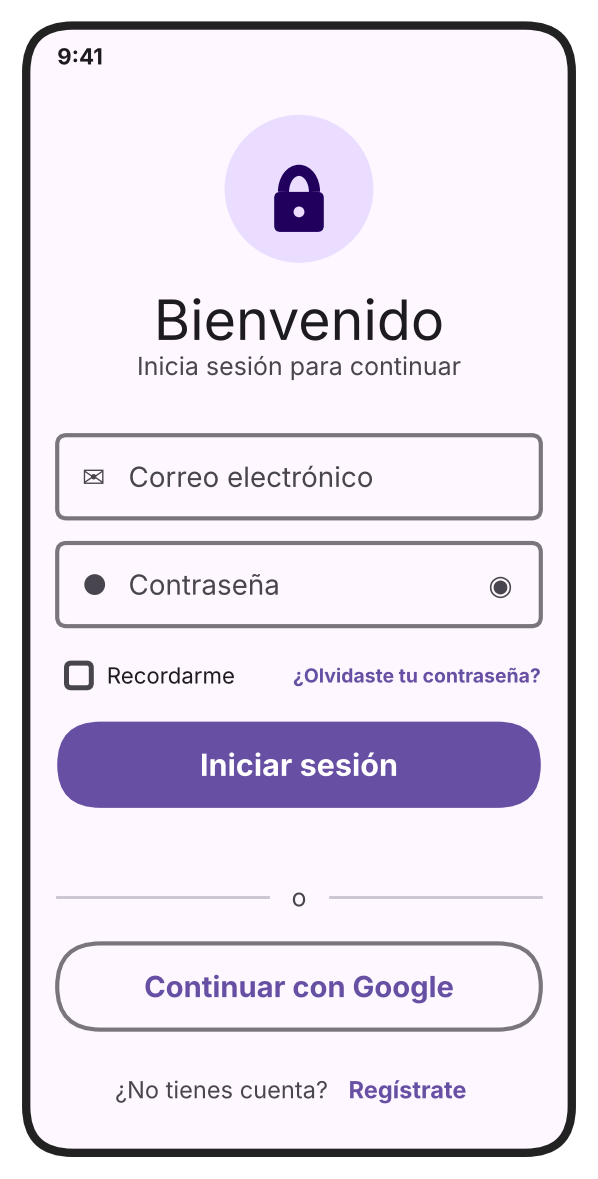 9:41
Bienvenido
Inicia sesión para continuar
✉ Correo electrónico
Contraseña
Recordarme ¿Olvidaste tu contraseña?
Iniciar sesión
o
Continuar con Google
¿No tienes cuenta? Regístrate